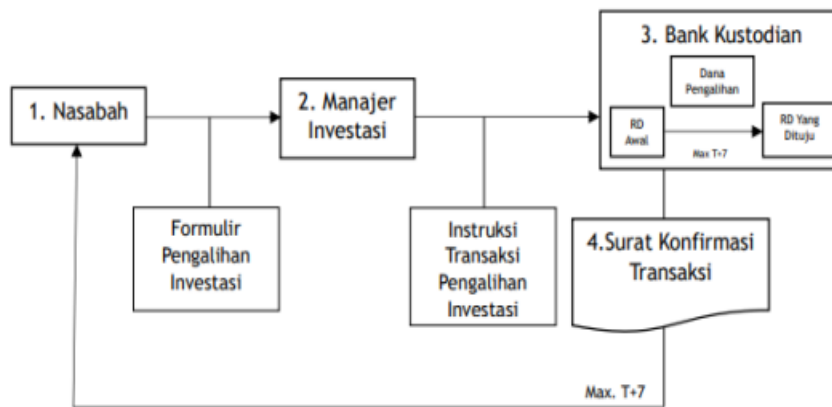 1. Nasabah
2. Manajer
Investasi
3. Bank Kustodian
Dana
Pengalihan
RD
Awal
RD Yang
Dituju
Max T+7
Formulir
Pengalihan
Investasi
Instruksi
Transaksi
Pengalihan
Investasi
4.Surat Konfirmasi
Transaksi
Max. T+7